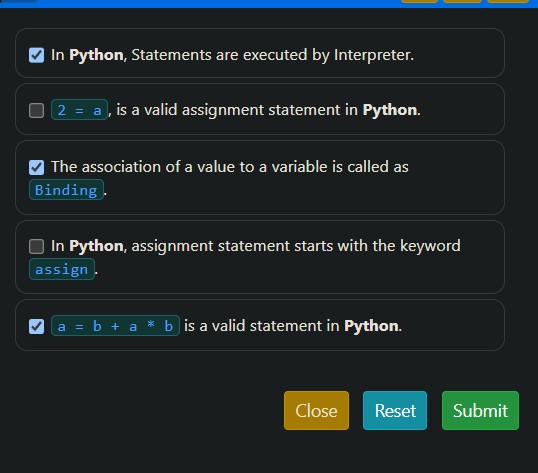 In Python, Statements are executed by Interpreter.
2 = a, is a valid assignment statement in Python.
The association of a value to a variable is called as
Binding.
In Python, assignment statement starts with the keyword
assign.
a = b + a * b is a valid statement in Python.
Close Reset Submit